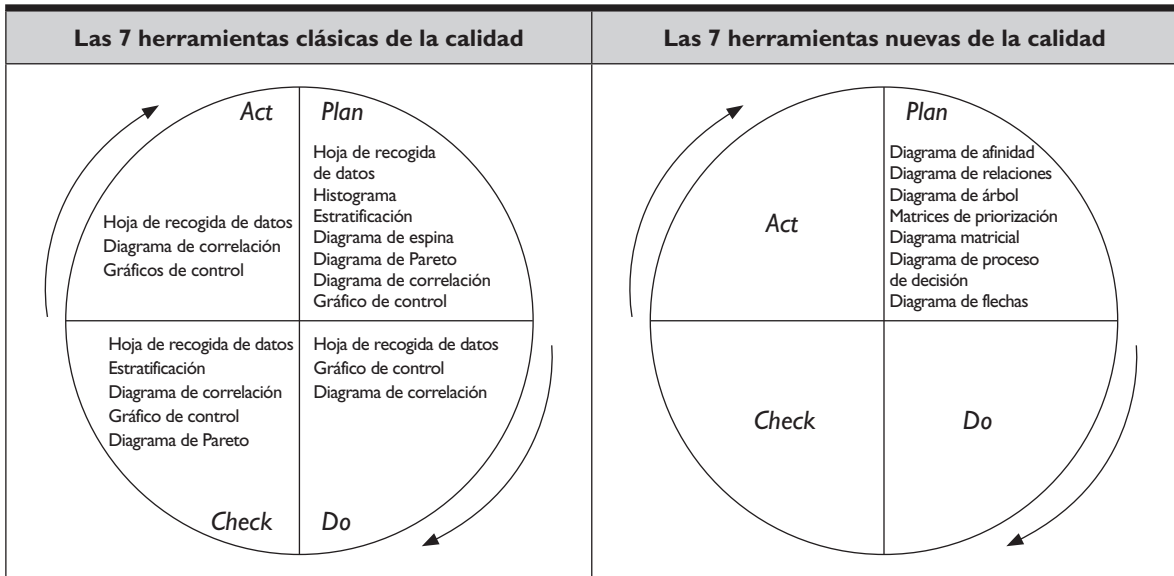 Las 7 herramientas clásicas de la calidad
Act
Plan
Hoja de recogida
de datos
Histograma
Estratificación
Diagrama de espina
Diagrama de Pareto
Diagrama de correlación
Gráfico de control
Hoja de recogida de datos
Diagrama de correlación
Gráficos de control
Hoja de recogida de datos
Estratificación
Diagrama de correlación
Gráfico de control
Diagrama de Pareto
Check
Hoja de recogida de datos
Gráfico de control
Diagrama de correlación
Do
Las 7 herramientas nuevas de la calidad
Plan
Diagrama de afinidad
Diagrama de relaciones
Diagrama de árbol
Matrices de priorización
Diagrama matricial
Diagrama de proceso
de decisión
Diagrama de flechas
Act
Check
Do